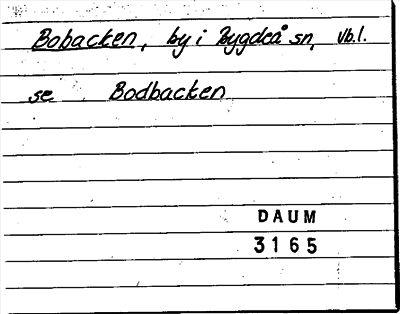 Bobacken, by i Bygdeå sn, Vb.l.
se Bodbacken
DAUM
3165